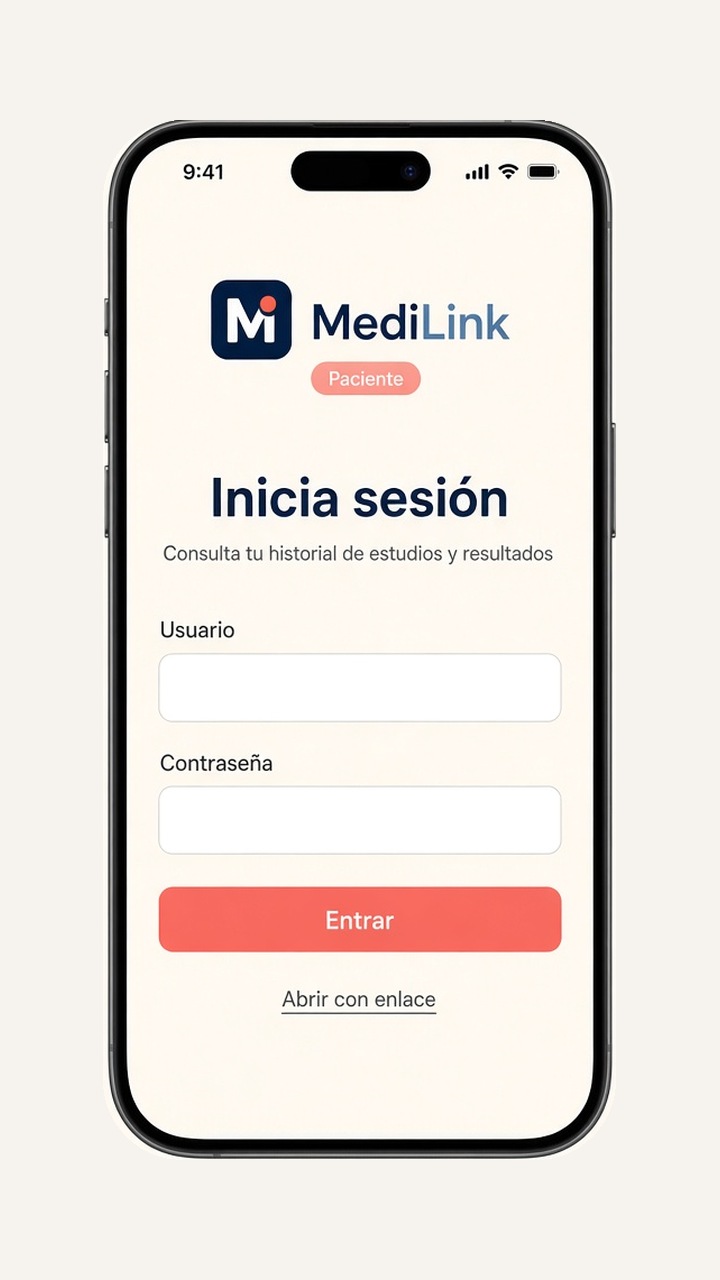 9:41
M
MediLink
Paciente
Inicia sesión
Consulta tu historial de estudios y resultados
Usuario
Contraseña
Entrar
Abrir con enlace